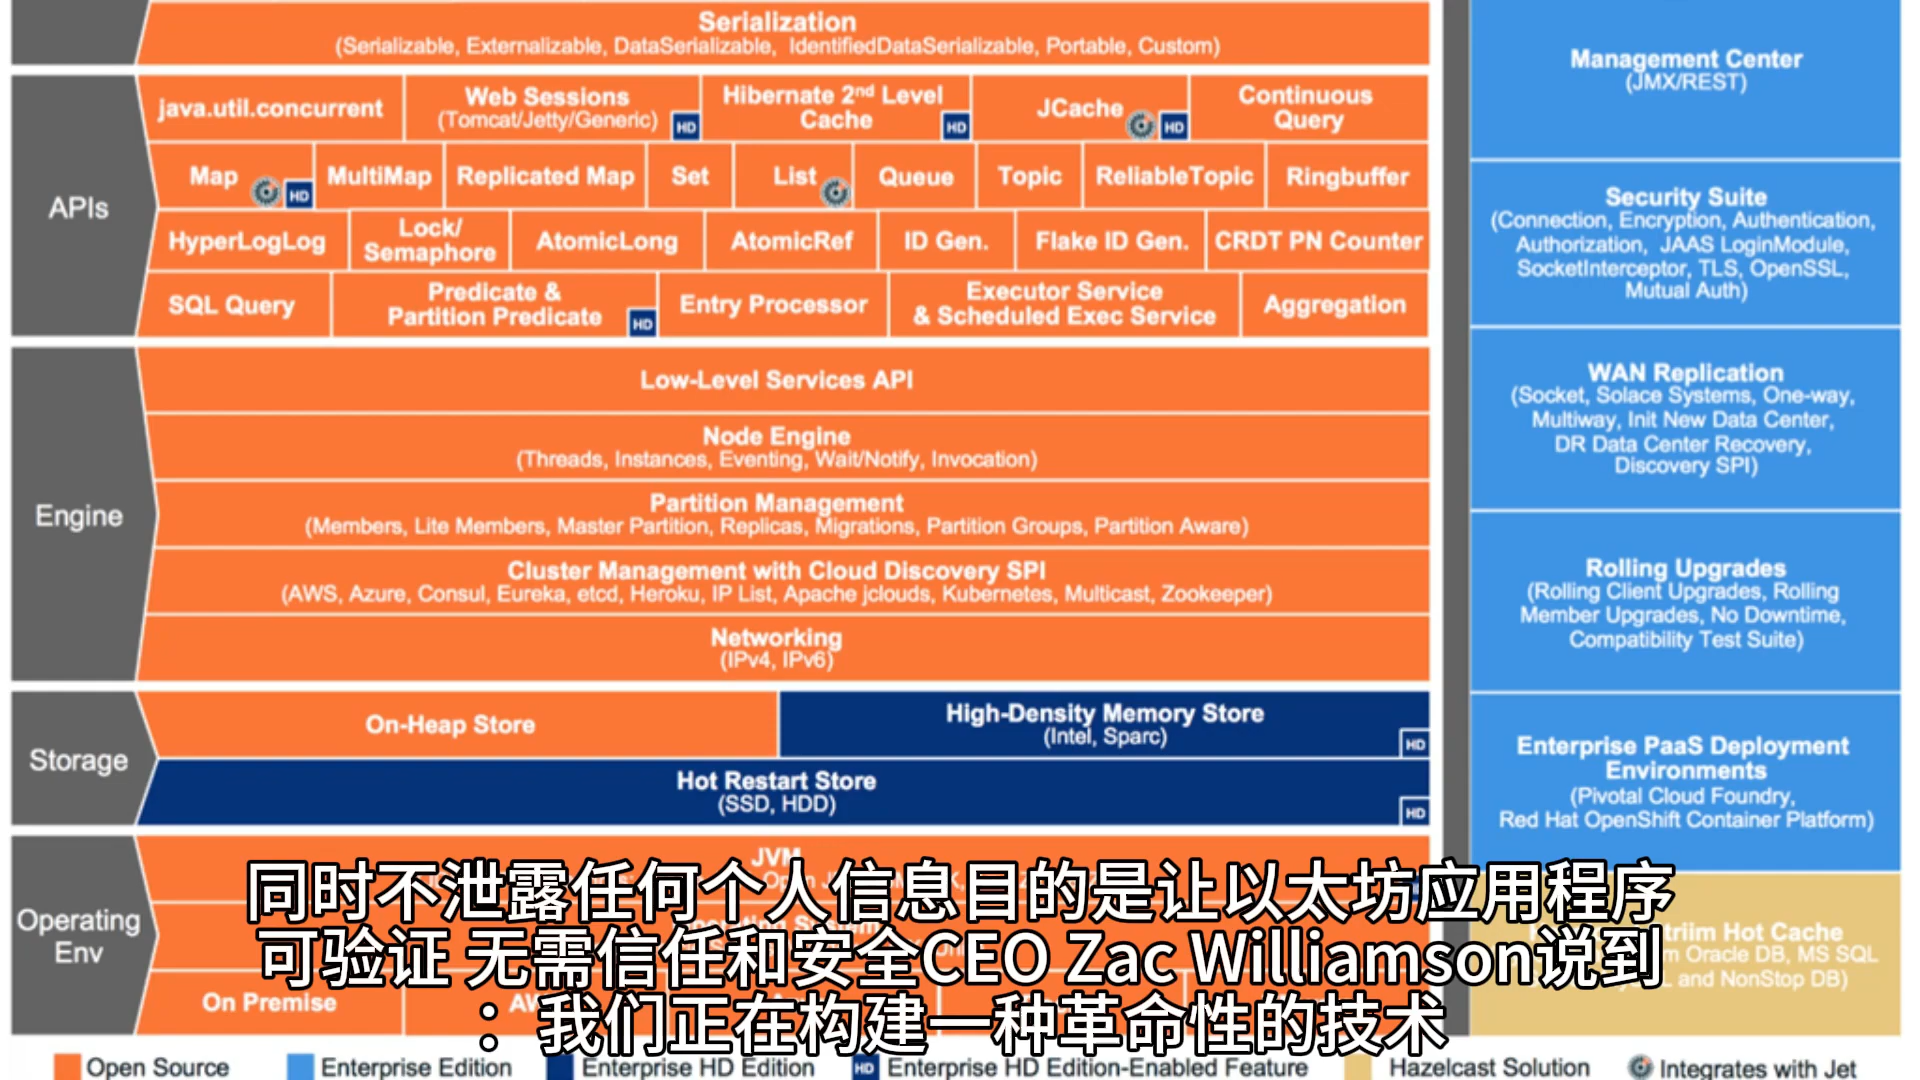 Serialization
(Serializable, Externalizable, DataSerializable, IdentifiedDataSerializable, Portable, Custom)
APIs
java.util.concurrent
Web Sessions
(Tomcat/Jetty/Generic)
HD
Hibernate 2nd Level
Cache
HD
JCache
HD
Continuous
Query
Map
HD
MultiMap
Replicated Map
Set
List
Queue
Topic
ReliableTopic
Ringbuffer
HyperLogLog
Lock/
Semaphore
AtomicLong
AtomicRef
ID Gen.
Flake ID Gen.
CRDT PN Counter
SQL Query
Predicate &
Partition Predicate
HD
Entry Processor
Executor Service
& Scheduled Exec Service
Aggregation
Engine
Low-Level Services API
Node Engine
(Threads, Instances, Eventing, Wait/Notify, Invocation)
Partition Management
(Members, Lite Members, Master Partition, Replicas, Migrations, Partition Groups, Partition Aware)
Cluster Management with Cloud Discovery SPI
(AWS, Azure, Consul, Eureka, etcd, Heroku, IP List, Apache jclouds, Kubernetes, Multicast, Zookeeper)
Networking
(IPv4, IPv6)
Storage
On-Heap Store
High-Density Memory Store
(Intel, Sparc)
HD
Hot Restart Store
(SSD, HDD)
HD
Operating
Env
JVM
On Premise
Management Center
(JMX/REST)
Security Suite
(Connection, Encryption, Authentication,
Authorization, JAAS LoginModule,
SocketInterceptor, TLS, OpenSSL,
Mutual Auth)
WAN Replication
(Socket, Solace Systems, One-way,
Multiway, Init New Data Center,
DR Data Center Recovery,
Discovery SPI)
Rolling Upgrades
(Rolling Client Upgrades, Rolling
Member Upgrades, No Downtime,
Compatibility Test Suite)
Enterprise PaaS Deployment
Environments
(Pivotal Cloud Foundry,
Red Hat OpenShift Container Platform)
Hot Cache
Oracle DB, MS SQL
and NonStop DB)
同时不泄露任何个人信息目的是让以太坊应用程序
可验证 无需信任和安全CEO Zac Williamson说到
：我们正在构建一种革命性的技术
Open Source
Enterprise Edition
Enterprise HD Edition
HD
Enterprise HD Edition-Enabled Feature
Hazelcast Solution
Integrates with Jet